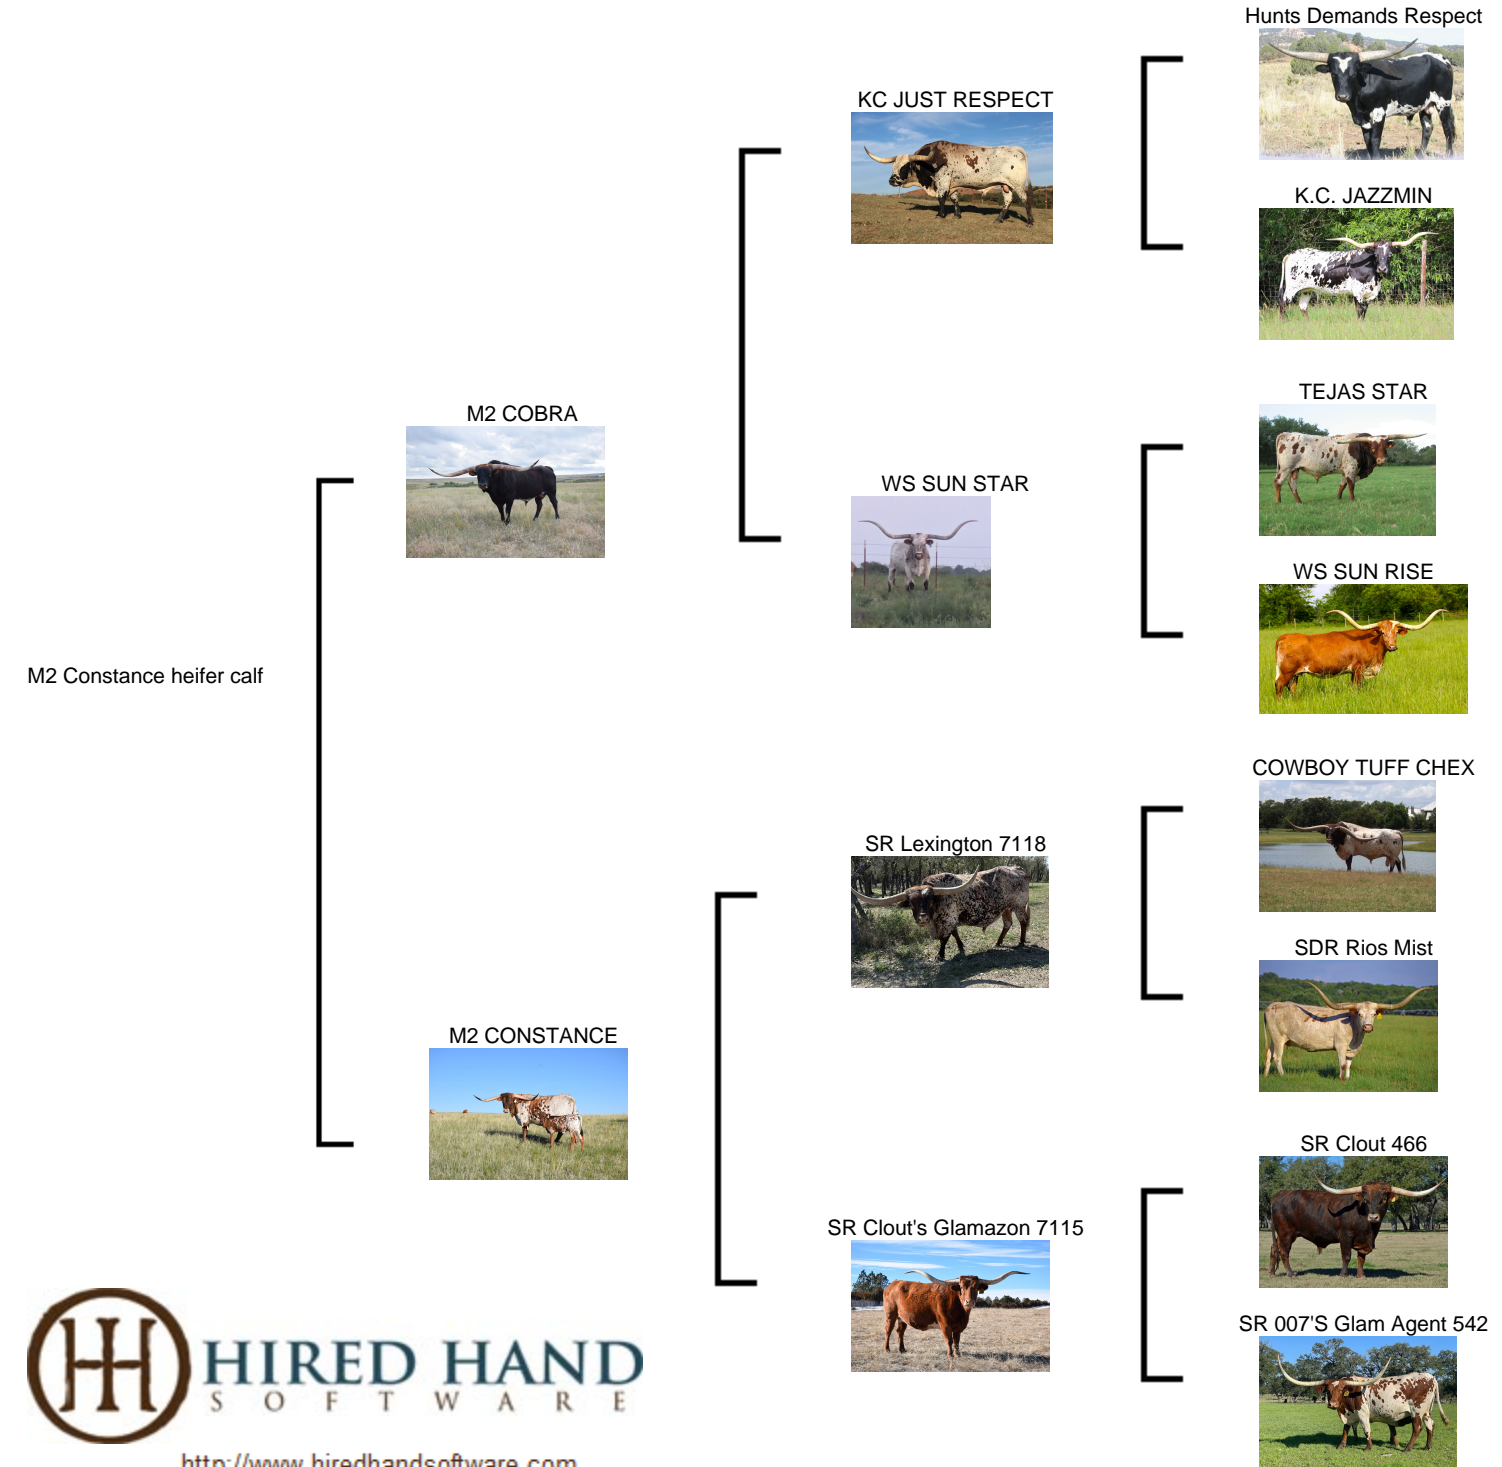 Hunts Demands Respect
KC JUST RESPECT
K.C. JAZZMIN
TEJAS STAR
M2 COBRA
WS SUN STAR
WS SUN RISE
M2 Constance heifer calf
COWBOY TUFF CHEX
SR Lexington 7118
SDR Rios Mist
M2 CONSTANCE
SR Clout 466
SR Clout's Glamazon 7115
SR 007'S Glam Agent 542
HIRED HAND
SOFTWARE
http://www.hiredhandsoftware.com